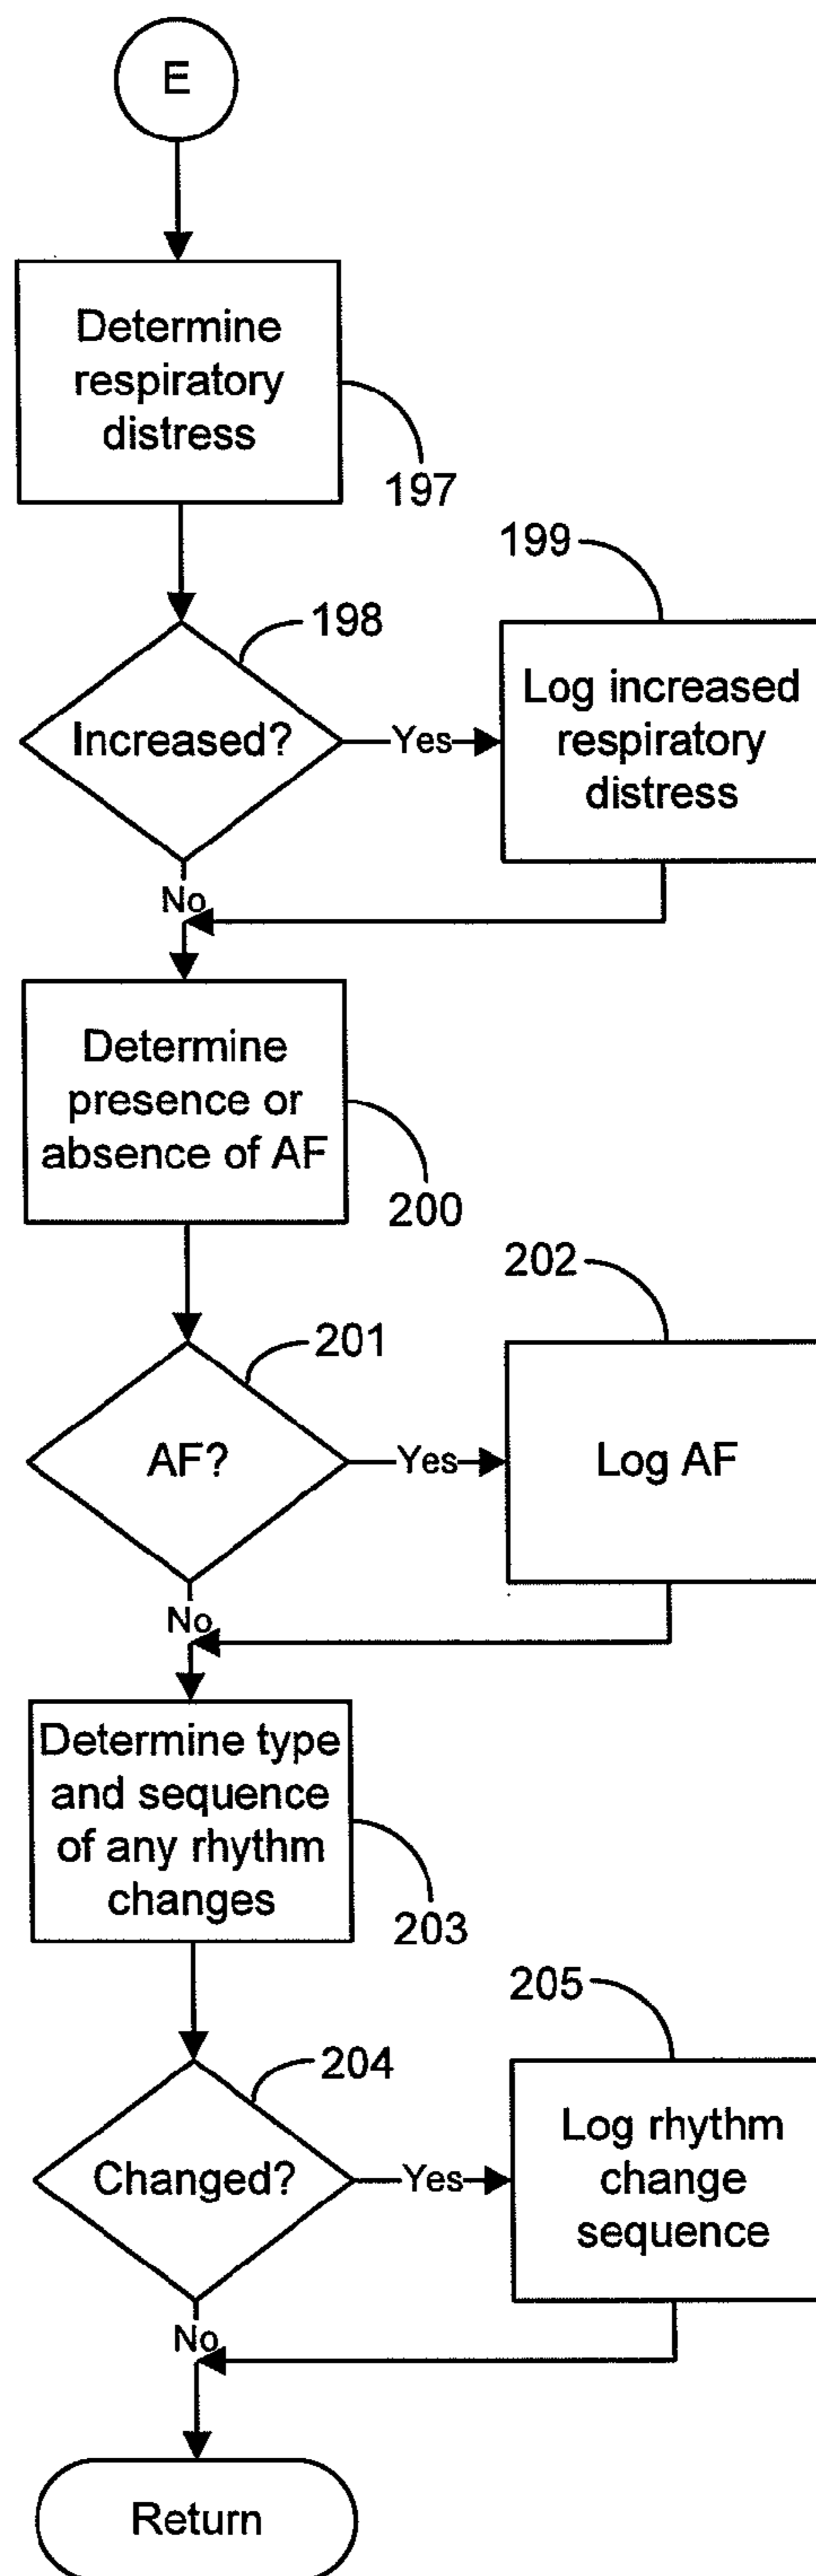 E
Determine
respiratory
distress
197
199
198
Increased?
Yes
Log increased
respiratory
distress
No
Determine
presence or
absence of AF
200
202
201
AF?
Yes
Log AF
No
Determine type
and sequence
of any rhythm
changes
203
205
204
Changed?
Yes
Log rhythm
change
sequence
No
Return